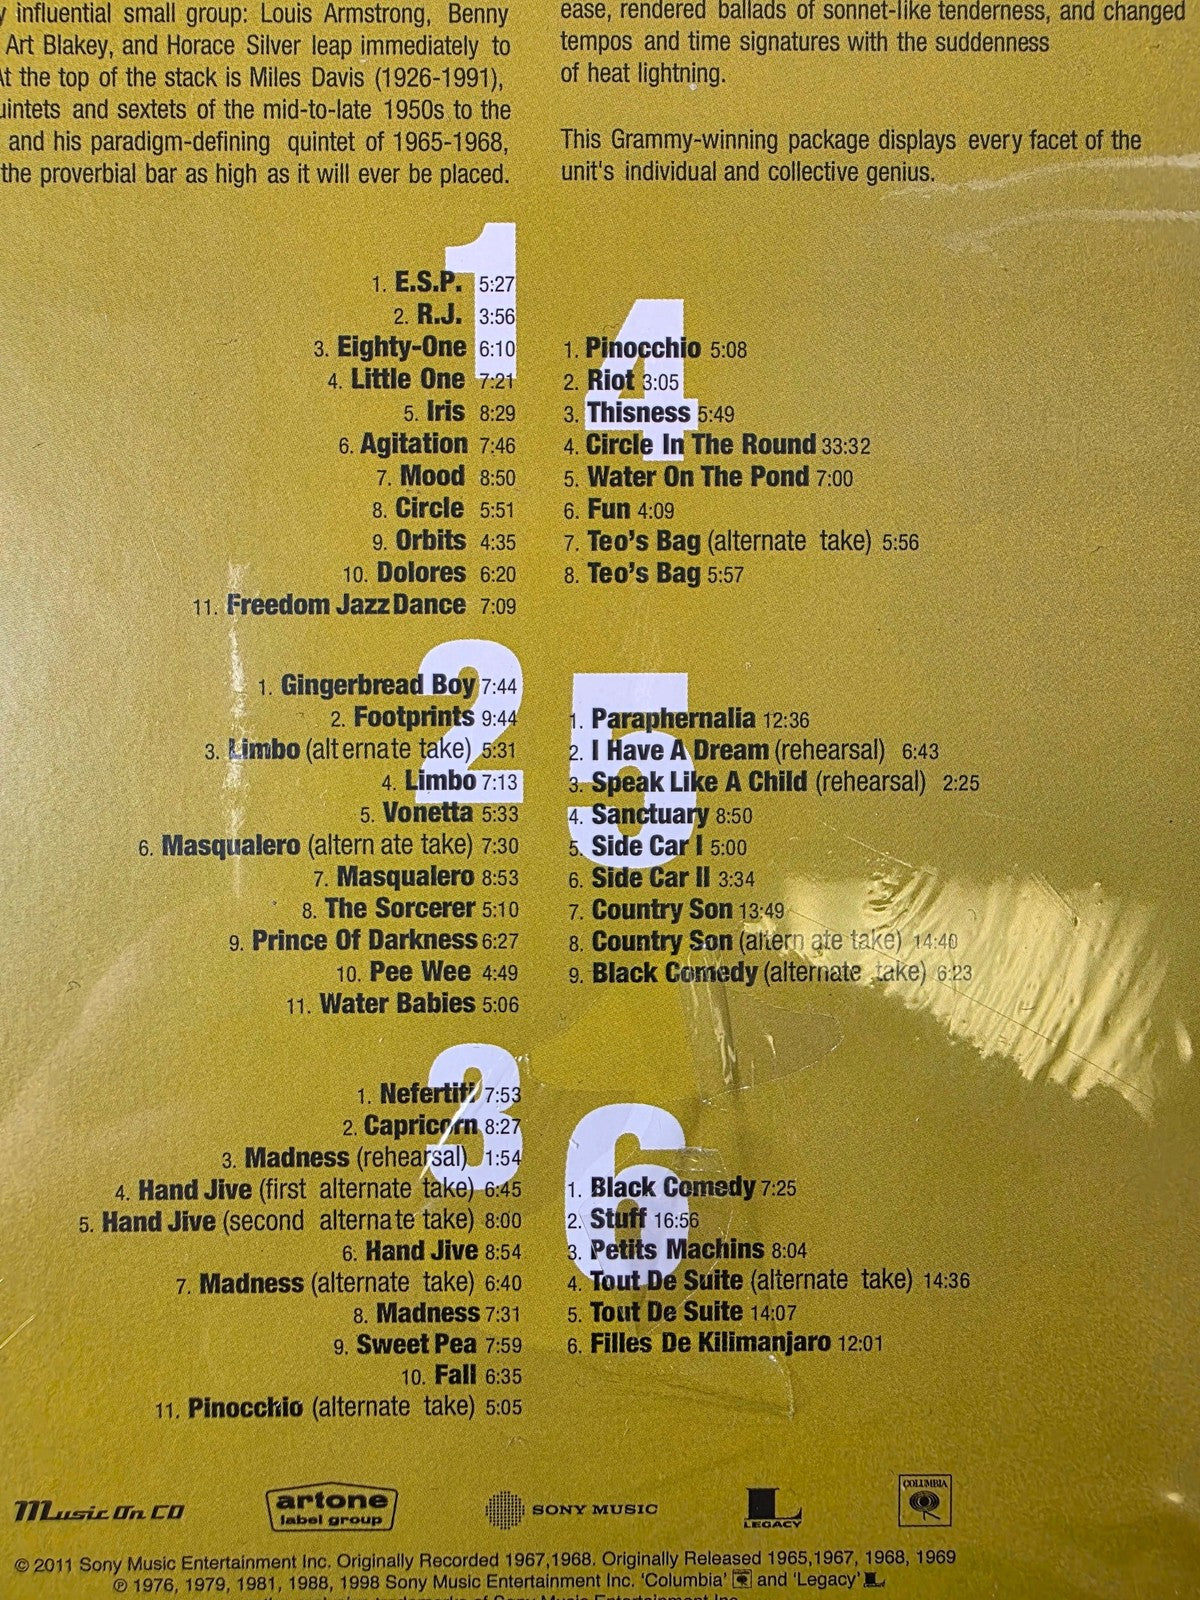 influential small group: Louis Armstrong, Benny
Art Blakey, and Horace Silver leap immediately to
At the top of the stack is Miles Davis (1926-1991),
uintets and sextets of the mid-to-late 1950s to the
and his paradigm-defining quintet of 1965-1968,
the proverbial bar as high as it will ever be placed.
ease, rendered ballads of sonnet-like tenderness, and changed
tempos and time signatures with the suddenness
of heat lightning.
This Grammy-winning package displays every facet of the
unit's individual and collective genius.
1
1. E.S.P. 5:27
2. R.J. 3:56
3. Eighty-One 6:10
4. Little One 7:21
5. Iris 8:29
6. Agitation 7:46
7. Mood 8:50
8. Circle 5:51
9. Orbits 4:35
10. Dolores 6:20
11. Freedom Jazz Dance 7:09
2
1. Gingerbread Boy 7:44
2. Footprints 9:44
3. Limbo (alternate take) 5:31
4. Limbo 7:13
5. Vonetta 5:33
6. Masqualero (altern ate take) 7:30
7. Masqualero 8:53
8. The Sorcerer 5:10
9. Prince Of Darkness 6:27
10. Pee Wee 4:49
11. Water Babies 5:06
3
1. Nefertiti 7:53
2. Capricorn 8:27
3. Madness (rehearsal) 1:54
4. Hand Jive (first alternate take) 6:45
5. Hand Jive (second alternate take) 8:00
6. Hand Jive 8:54
7. Madness (alternate take) 6:40
8. Madness 7:31
9. Sweet Pea 7:59
10. Fall 6:35
11. Pinocchio (alternate take) 5:05
4
1. Pinocchio 5:08
2. Riot 3:05
3. Thisness 5:49
4. Circle In The Round 33:32
5. Water On The Pond 7:00
6. Fun 4:09
7. Teo's Bag (alternate take) 5:56
8. Teo's Bag 5:57
5
1. Paraphernalia 12:36
2. I Have A Dream (rehearsal) 6:43
3. Speak Like A Child (rehearsal) 2:25
4. Sanctuary 8:50
5. Side Car I 5:00
6. Side Car II 3:34
7. Country Son 13:49
8. Country Son (altern ate take) 14:40
9. Black Comedy (alternate take) 6:23
6
1. Black Comedy 7:25
2. Stuff 16:56
3. Petits Machins 8:04
4. Tout De Suite (alternate take) 14:36
5. Tout De Suite 14:07
6. Filles De Kilimanjaro 12:01
Music On CD
artone
label group
SONY MUSIC
LEGACY
COLUMBIA
© 2011 Sony Music Entertainment Inc. Originally Recorded 1967,1968. Originally Released 1965,1967, 1968, 1969
℗ 1976, 1979, 1981, 1988, 1998 Sony Music Entertainment Inc. 'Columbia' and 'Legacy'
trademarks of Sony Music Entertainment Inc